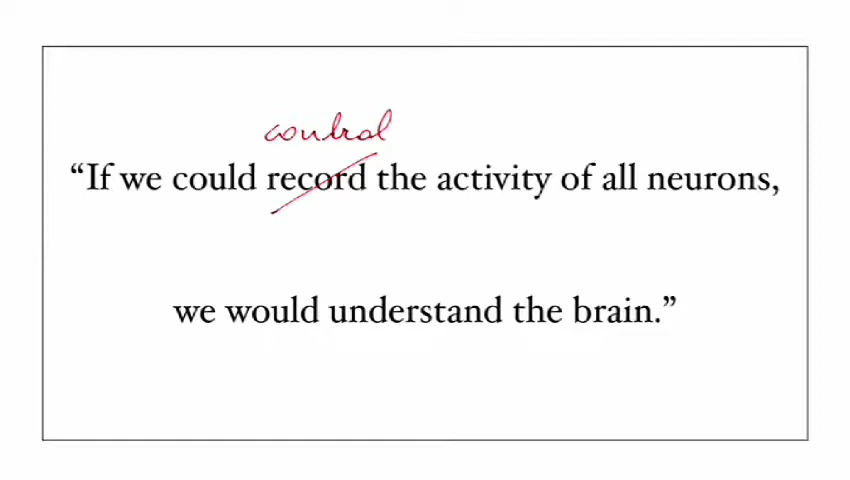 control
“If we could record the activity of all neurons,
we would understand the brain.”